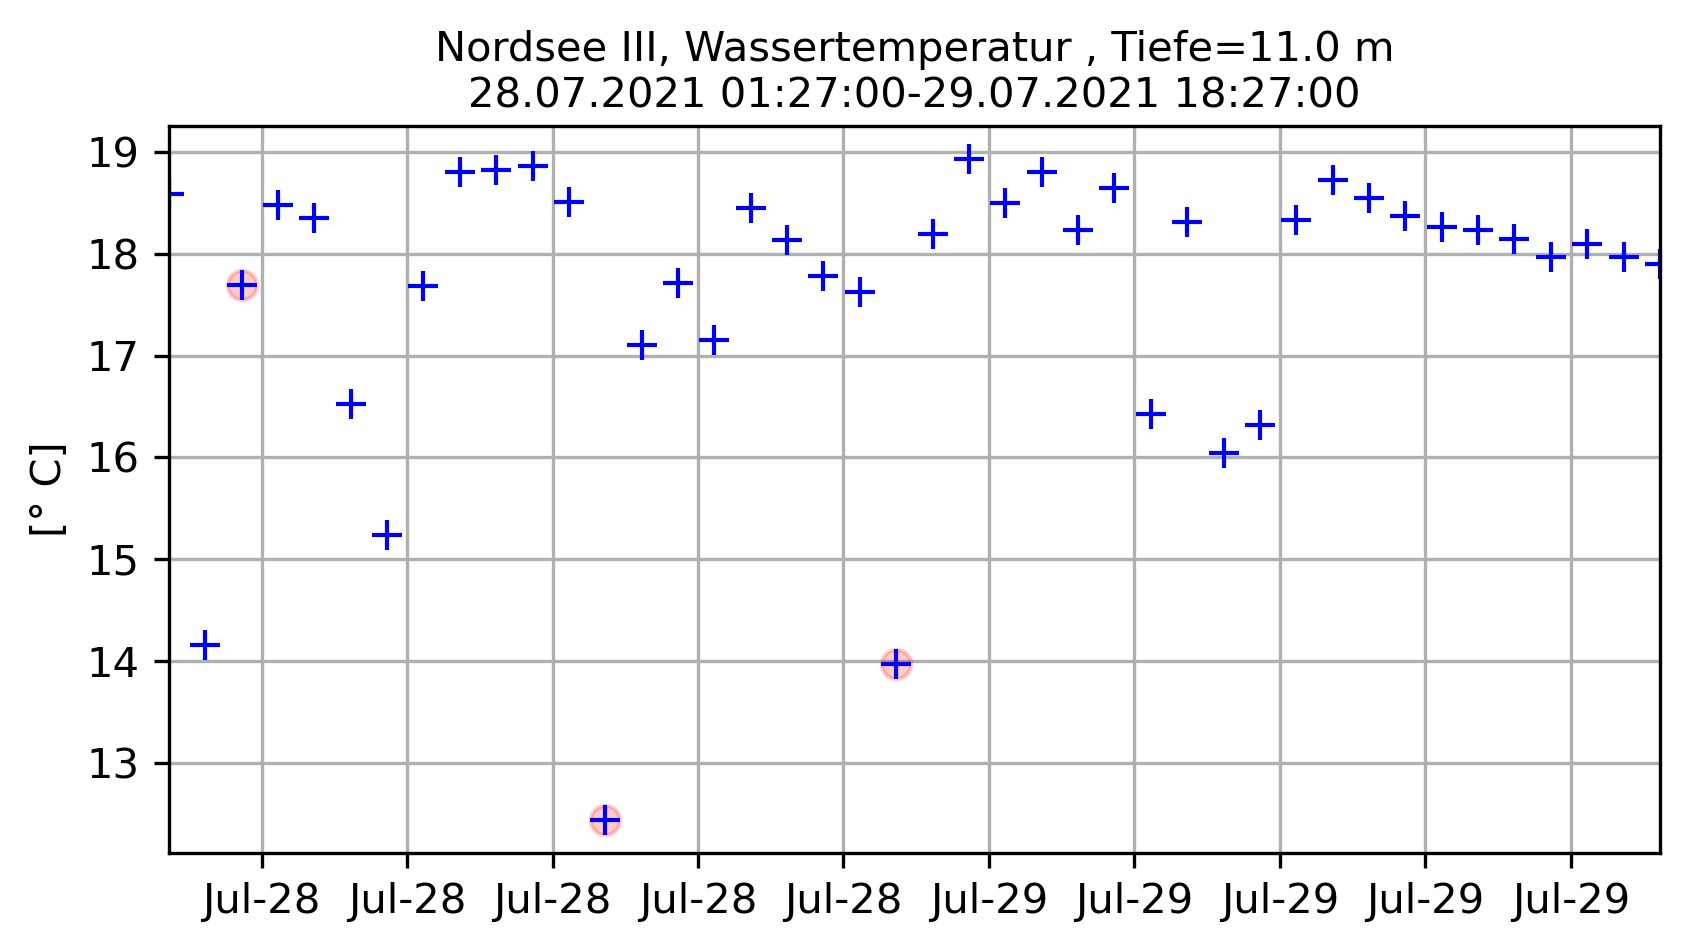 Nordsee III, Wassertemperatur , Tiefe=11.0 m
28.07.2021 01:27:00-29.07.2021 18:27:00
19
18
17
16
15
14
13
[° C]
Jul-28 Jul-28 Jul-28 Jul-28 Jul-28 Jul-29 Jul-29 Jul-29 Jul-29 Jul-29